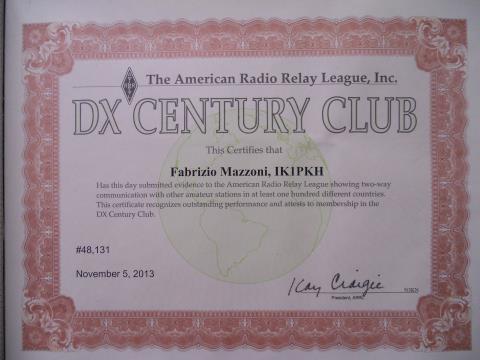 The American Radio Relay League, Inc.
DX CENTURY CLUB
This Certifies that
Fabrizio Mazzoni, IK1PKH
Has this day submitted evidence to the American Radio Relay League showing two-way
communication with other amateur stations in at least one hundred different countries.
This certificate recognizes outstanding performance and attests to membership in the
DX Century Club.
#48,131
November 5, 2013
Kay Craigie
President, ARRL